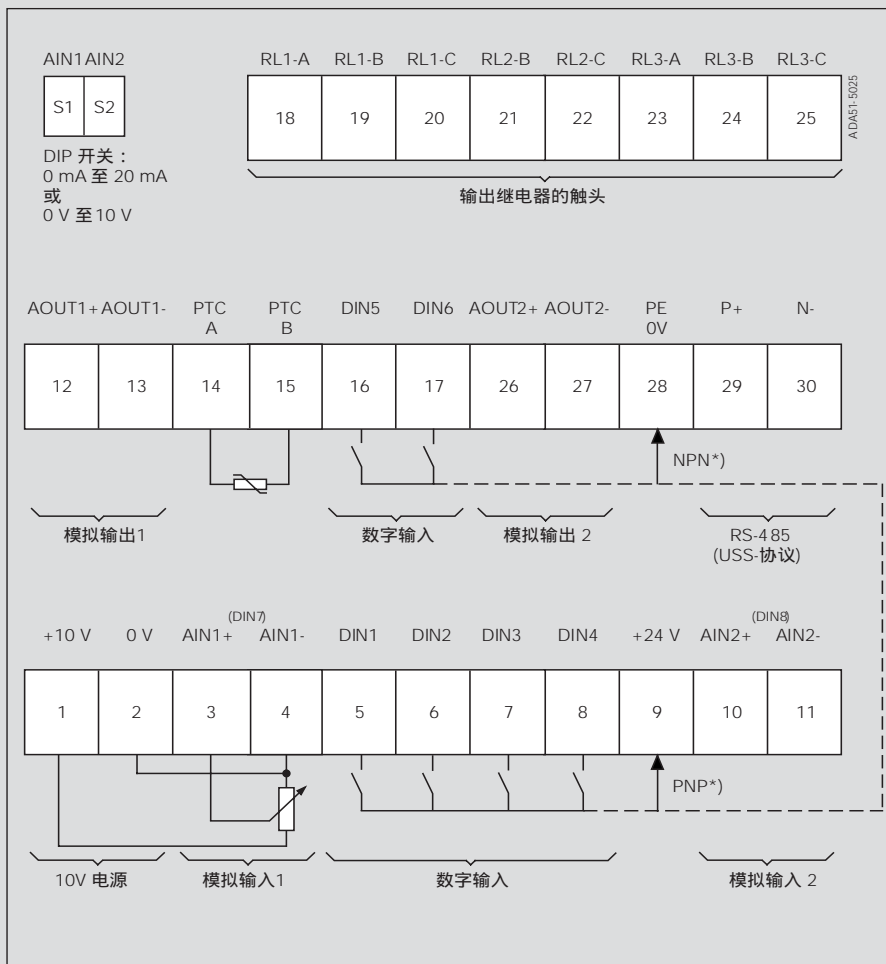 AIN1 AIN2
S1 S2
DIP 开关：
0 mA 至 20 mA
或
0 V 至 10 V
RL1-A RL1-B RL1-C RL2-B RL2-C RL3-A RL3-B RL3-C
18 19 20 21 22 23 24 25
ADA51-5025
输出继电器的触头
AOUT1+ AOUT1- PTC A PTC B DIN5 DIN6 AOUT2+ AOUT2- PE 0V P+ N-
12 13 14 15 16 17 26 27 28 29 30
NPN*)
模拟输出1 数字输入 模拟输出 2 RS-485
(USS-协议)
(DIN7) (DIN8)
+10 V 0 V AIN1+ AIN1- DIN1 DIN2 DIN3 DIN4 +24 V AIN2+ AIN2-
1 2 3 4 5 6 7 8 9 10 11
PNP*)
10V 电源 模拟输入1 数字输入 模拟输入 2